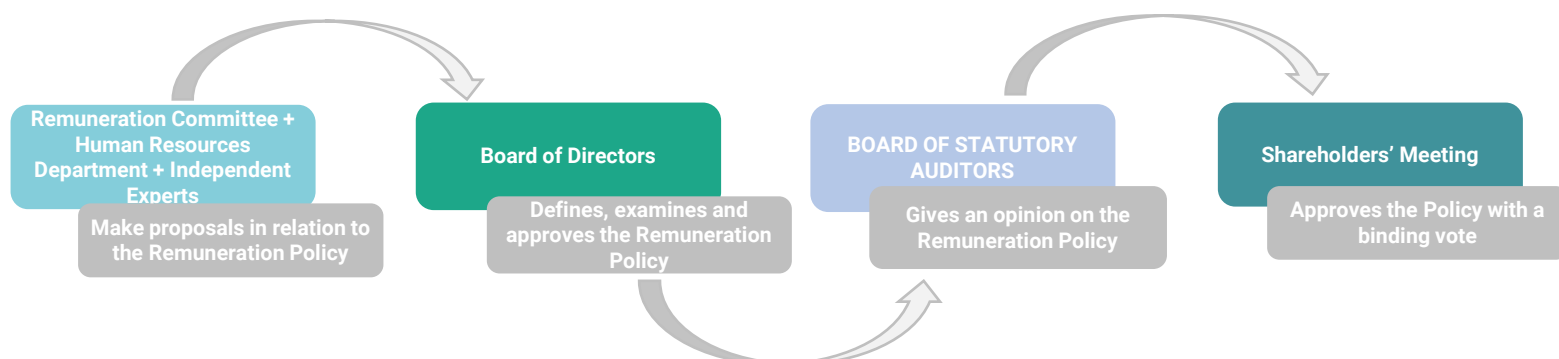 Remuneration Committee +
Human Resources
Department + Independent
Experts
Make proposals in relation to
the Remuneration Policy
Board of Directors
Defines, examines and
approves the Remuneration
Policy
BOARD OF STATUTORY
AUDITORS
Gives an opinion on the
Remuneration Policy
Shareholders’ Meeting
Approves the Policy with a
binding vote